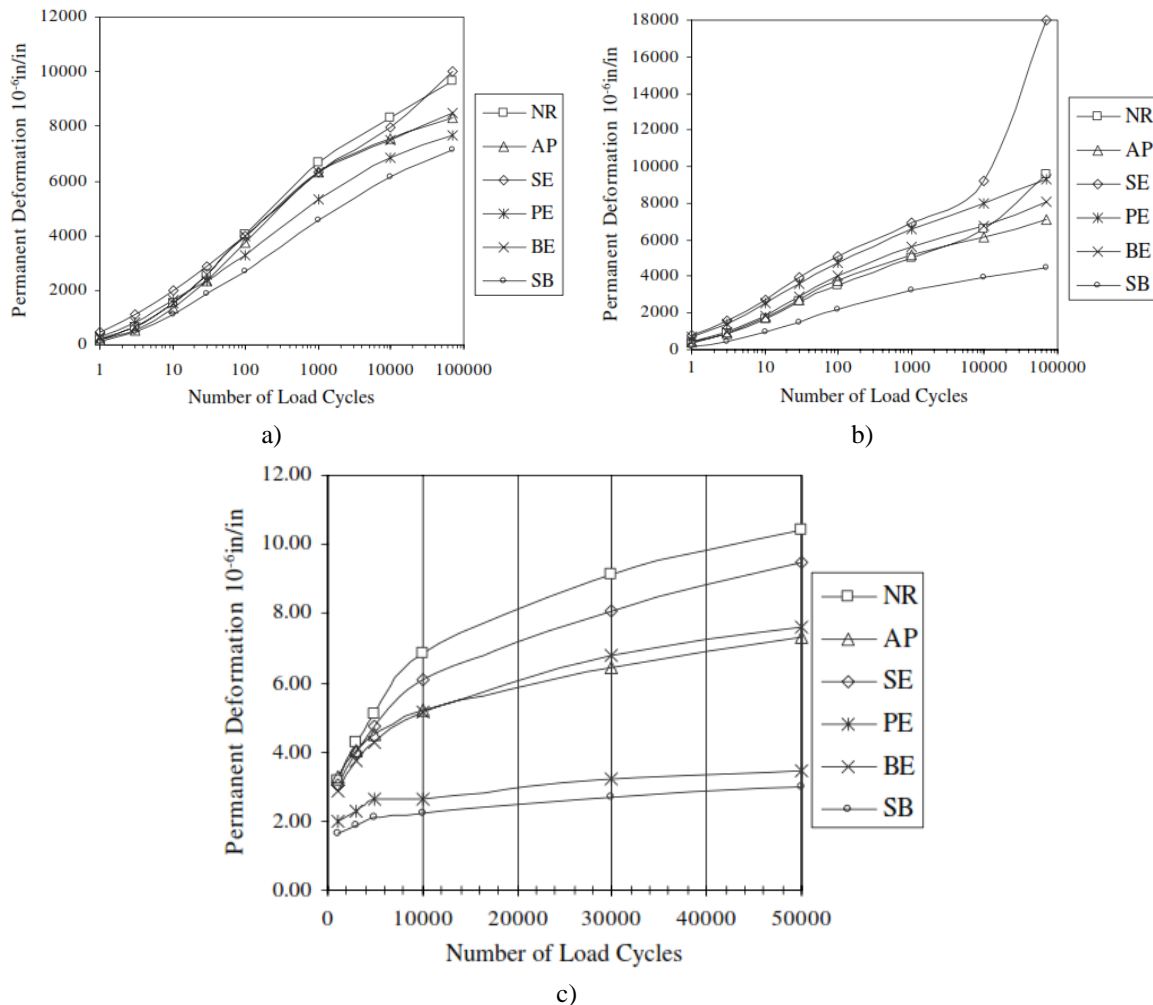 12000
10000
8000
6000
4000
2000
0
Permanent Deformation 10-6in/in
1 10 100 1000 10000 100000
Number of Load Cycles
NR
AP
SE
PE
BE
SB
a)
18000
16000
14000
12000
10000
8000
6000
4000
2000
0
Permanent Deformation 10-6in/in
1 10 100 1000 10000 100000
Number of Load Cycles
NR
AP
SE
PE
BE
SB
b)
12.00
10.00
8.00
6.00
4.00
2.00
0.00
Permanent Deformation 10-6in/in
0 10000 20000 30000 40000 50000
Number of Load Cycles
NR
AP
SE
PE
BE
SB
c)